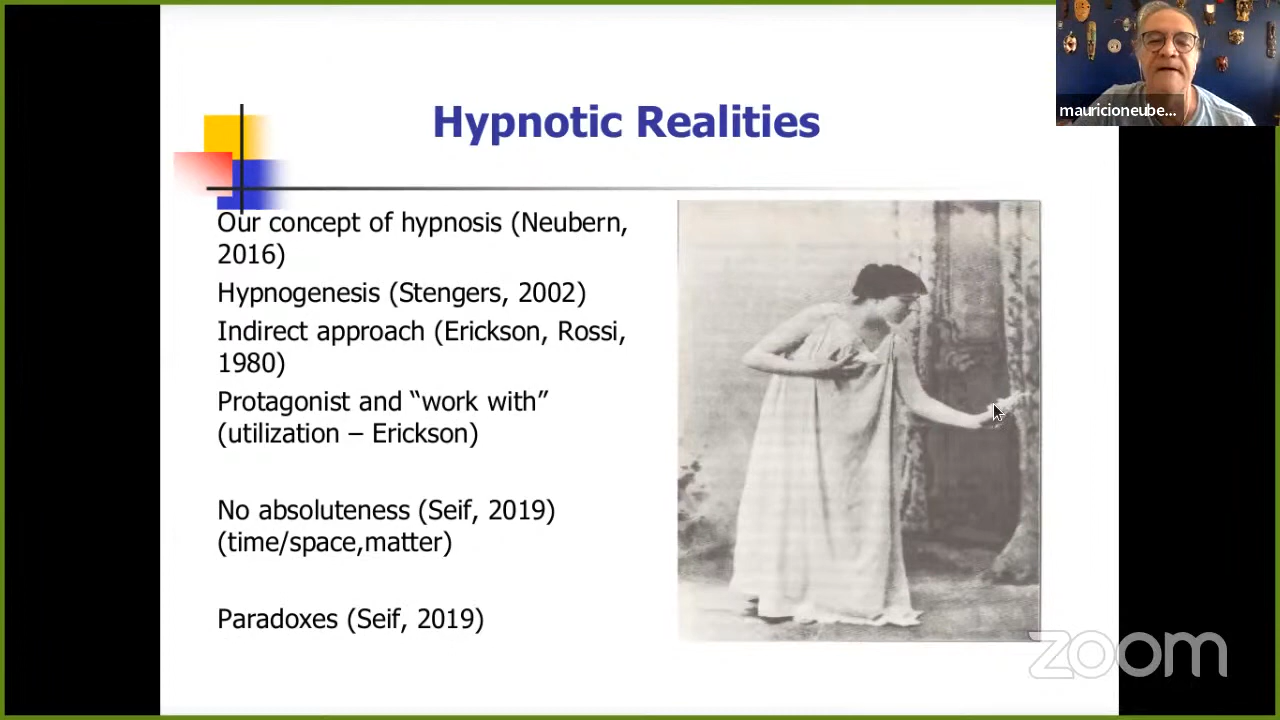 Hypnotic Realities
mauricioneube...
Our concept of hypnosis (Neubern,
2016)
Hypnogenesis (Stengers, 2002)
Indirect approach (Erickson, Rossi,
1980)
Protagonist and “work with”
(utilization – Erickson)
No absoluteness (Seif, 2019)
(time/space,matter)
Paradoxes (Seif, 2019)
zoom